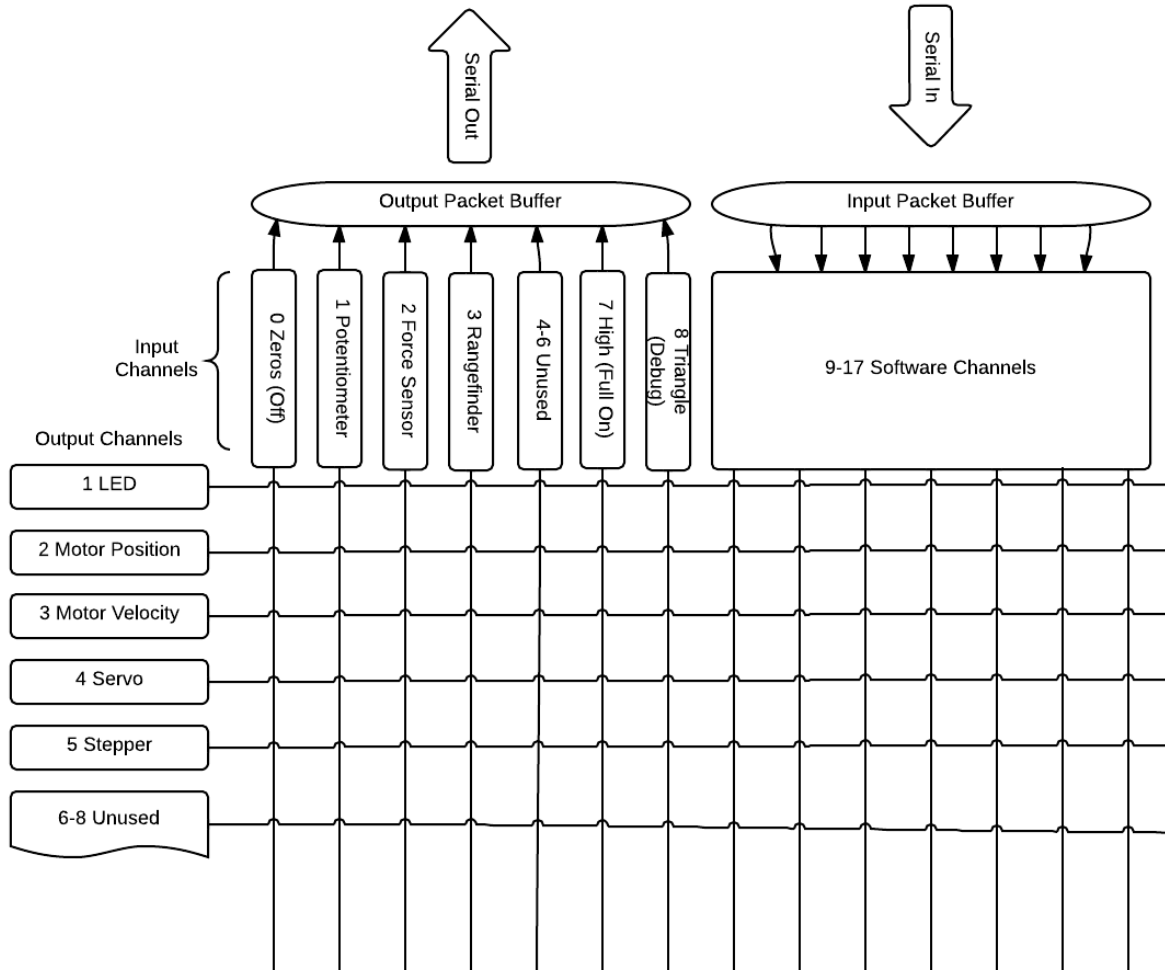 Serial Out
Serial In
Output Packet Buffer
Input Packet Buffer
Input
Channels
0 Zeros (Off)
1 Potentiometer
2 Force Sensor
3 Rangefinder
4-6 Unused
7 High (Full On)
8 Triangle
(Debug)
9-17 Software Channels
Output Channels
1 LED
2 Motor Position
3 Motor Velocity
4 Servo
5 Stepper
6-8 Unused